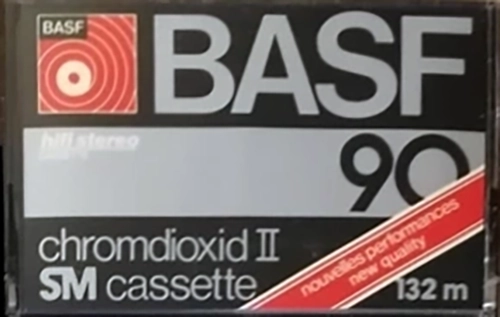 BASF
BASF
hifi stereo
90
chromdioxid II
SM cassette
nouvelles performances
new quality
132 m